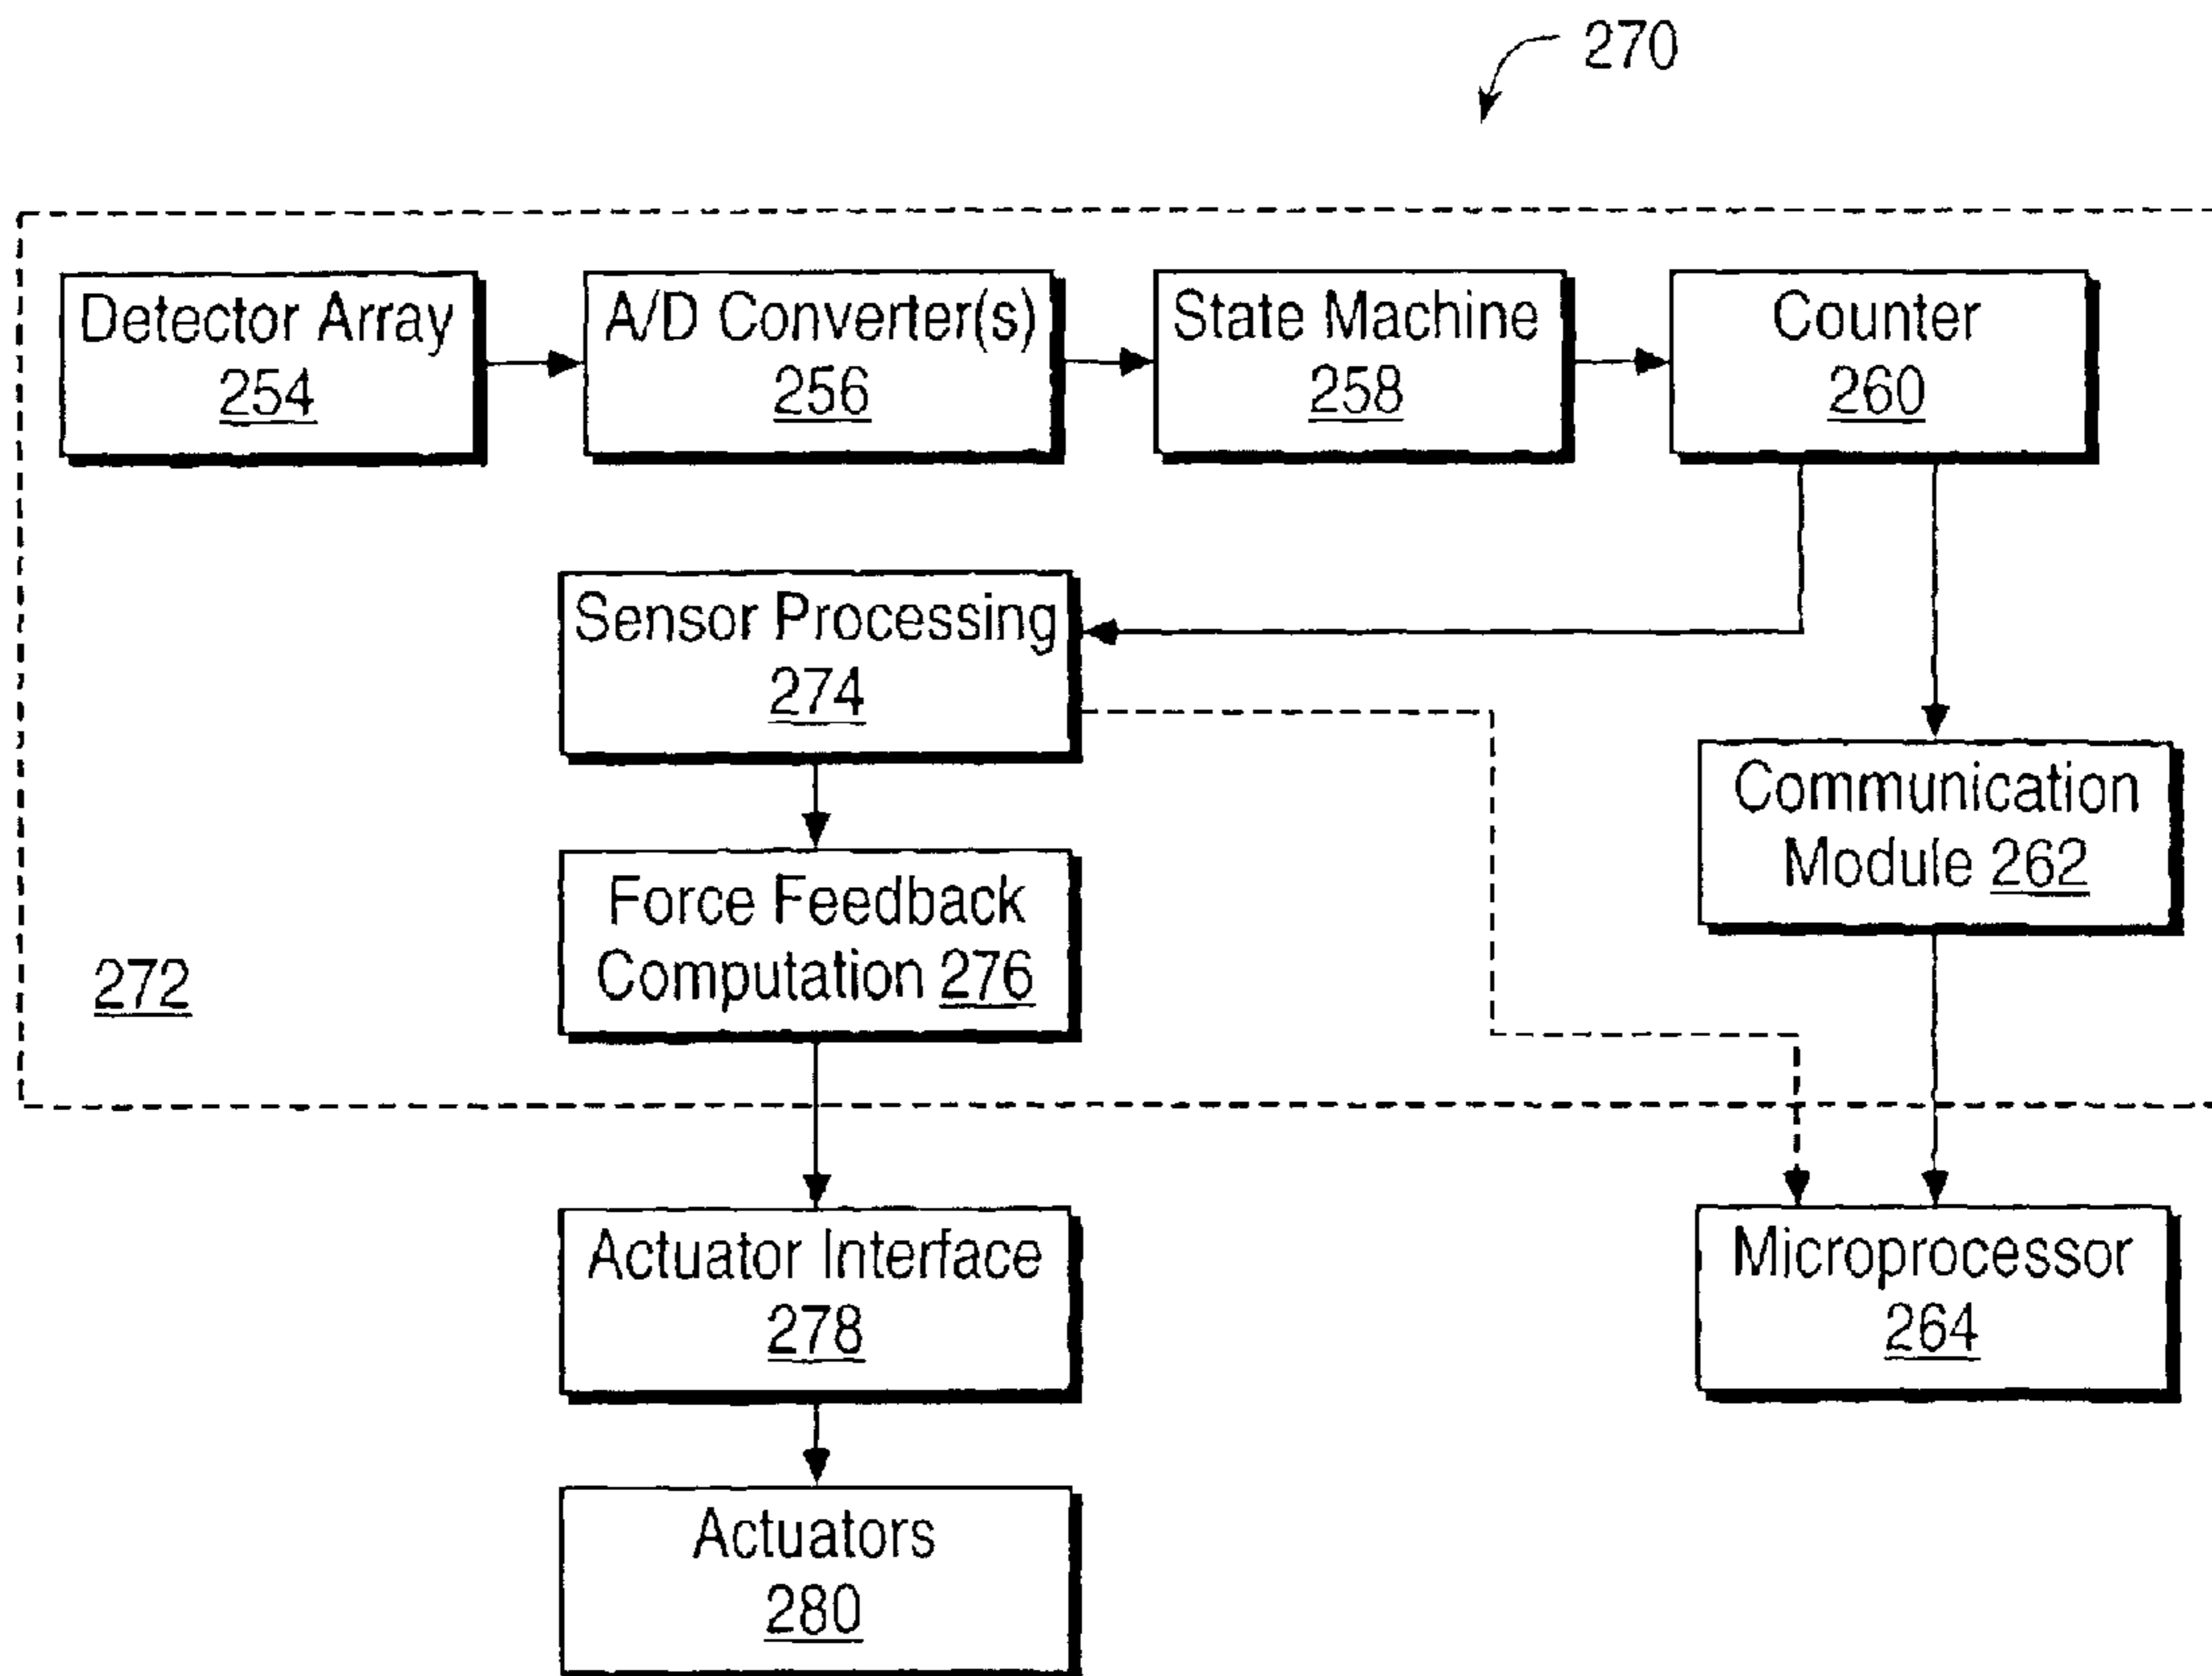 270
Detector Array
254
A/D Converter(s)
256
State Machine
258
Counter
260
Sensor Processing
274
Communication
Module 262
Force Feedback
Computation 276
272
Actuator Interface
278
Microprocessor
264
Actuators
280